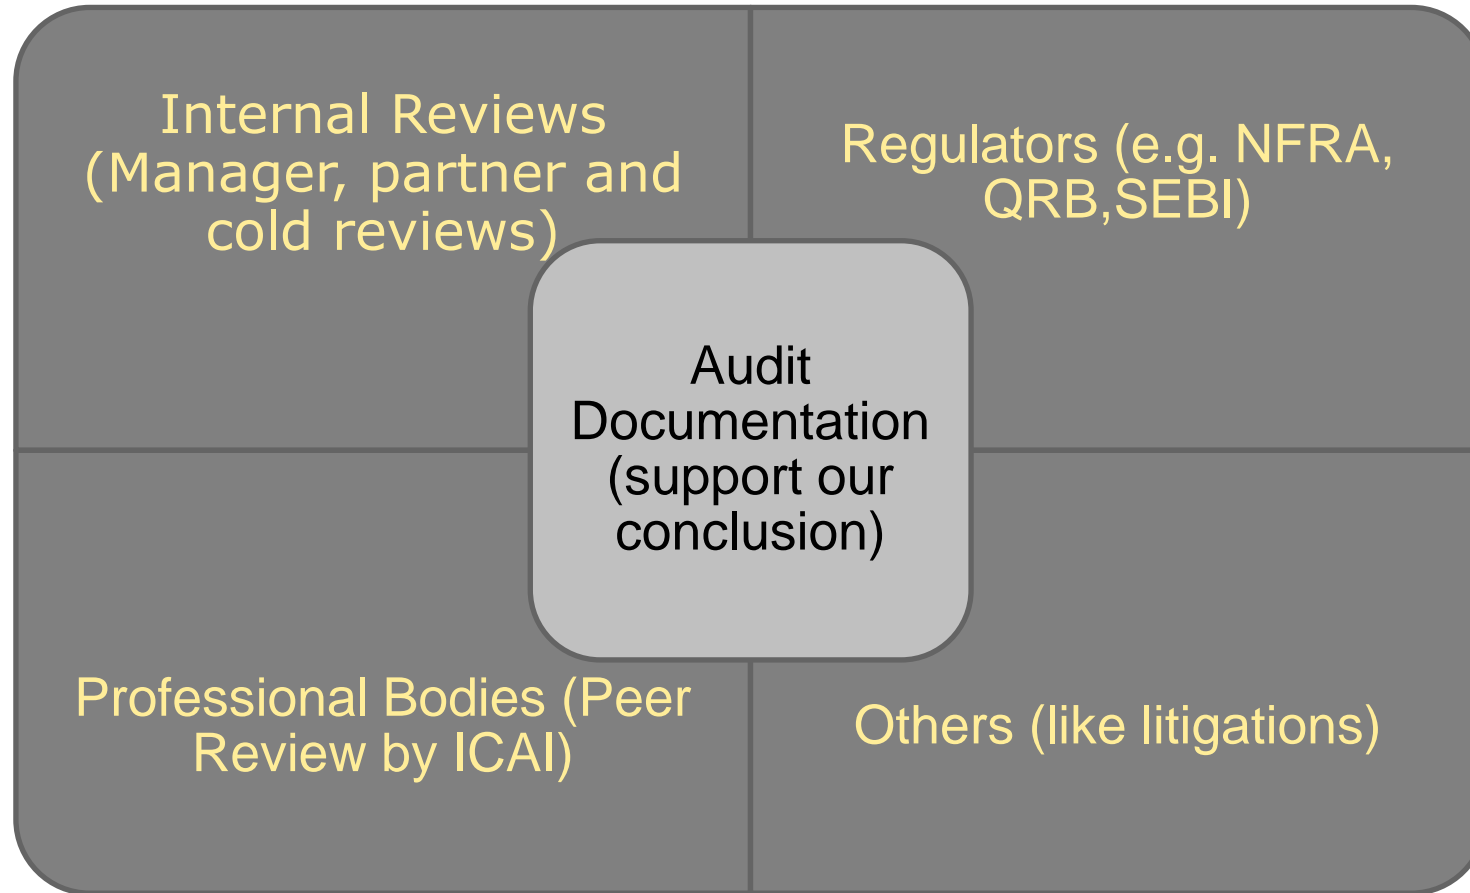 Internal Reviews
(Manager, partner and
cold reviews)
Regulators (e.g. NFRA,
QRB,SEBI)
Audit
Documentation
(support our
conclusion)
Professional Bodies (Peer
Review by ICAI)
Others (like litigations)